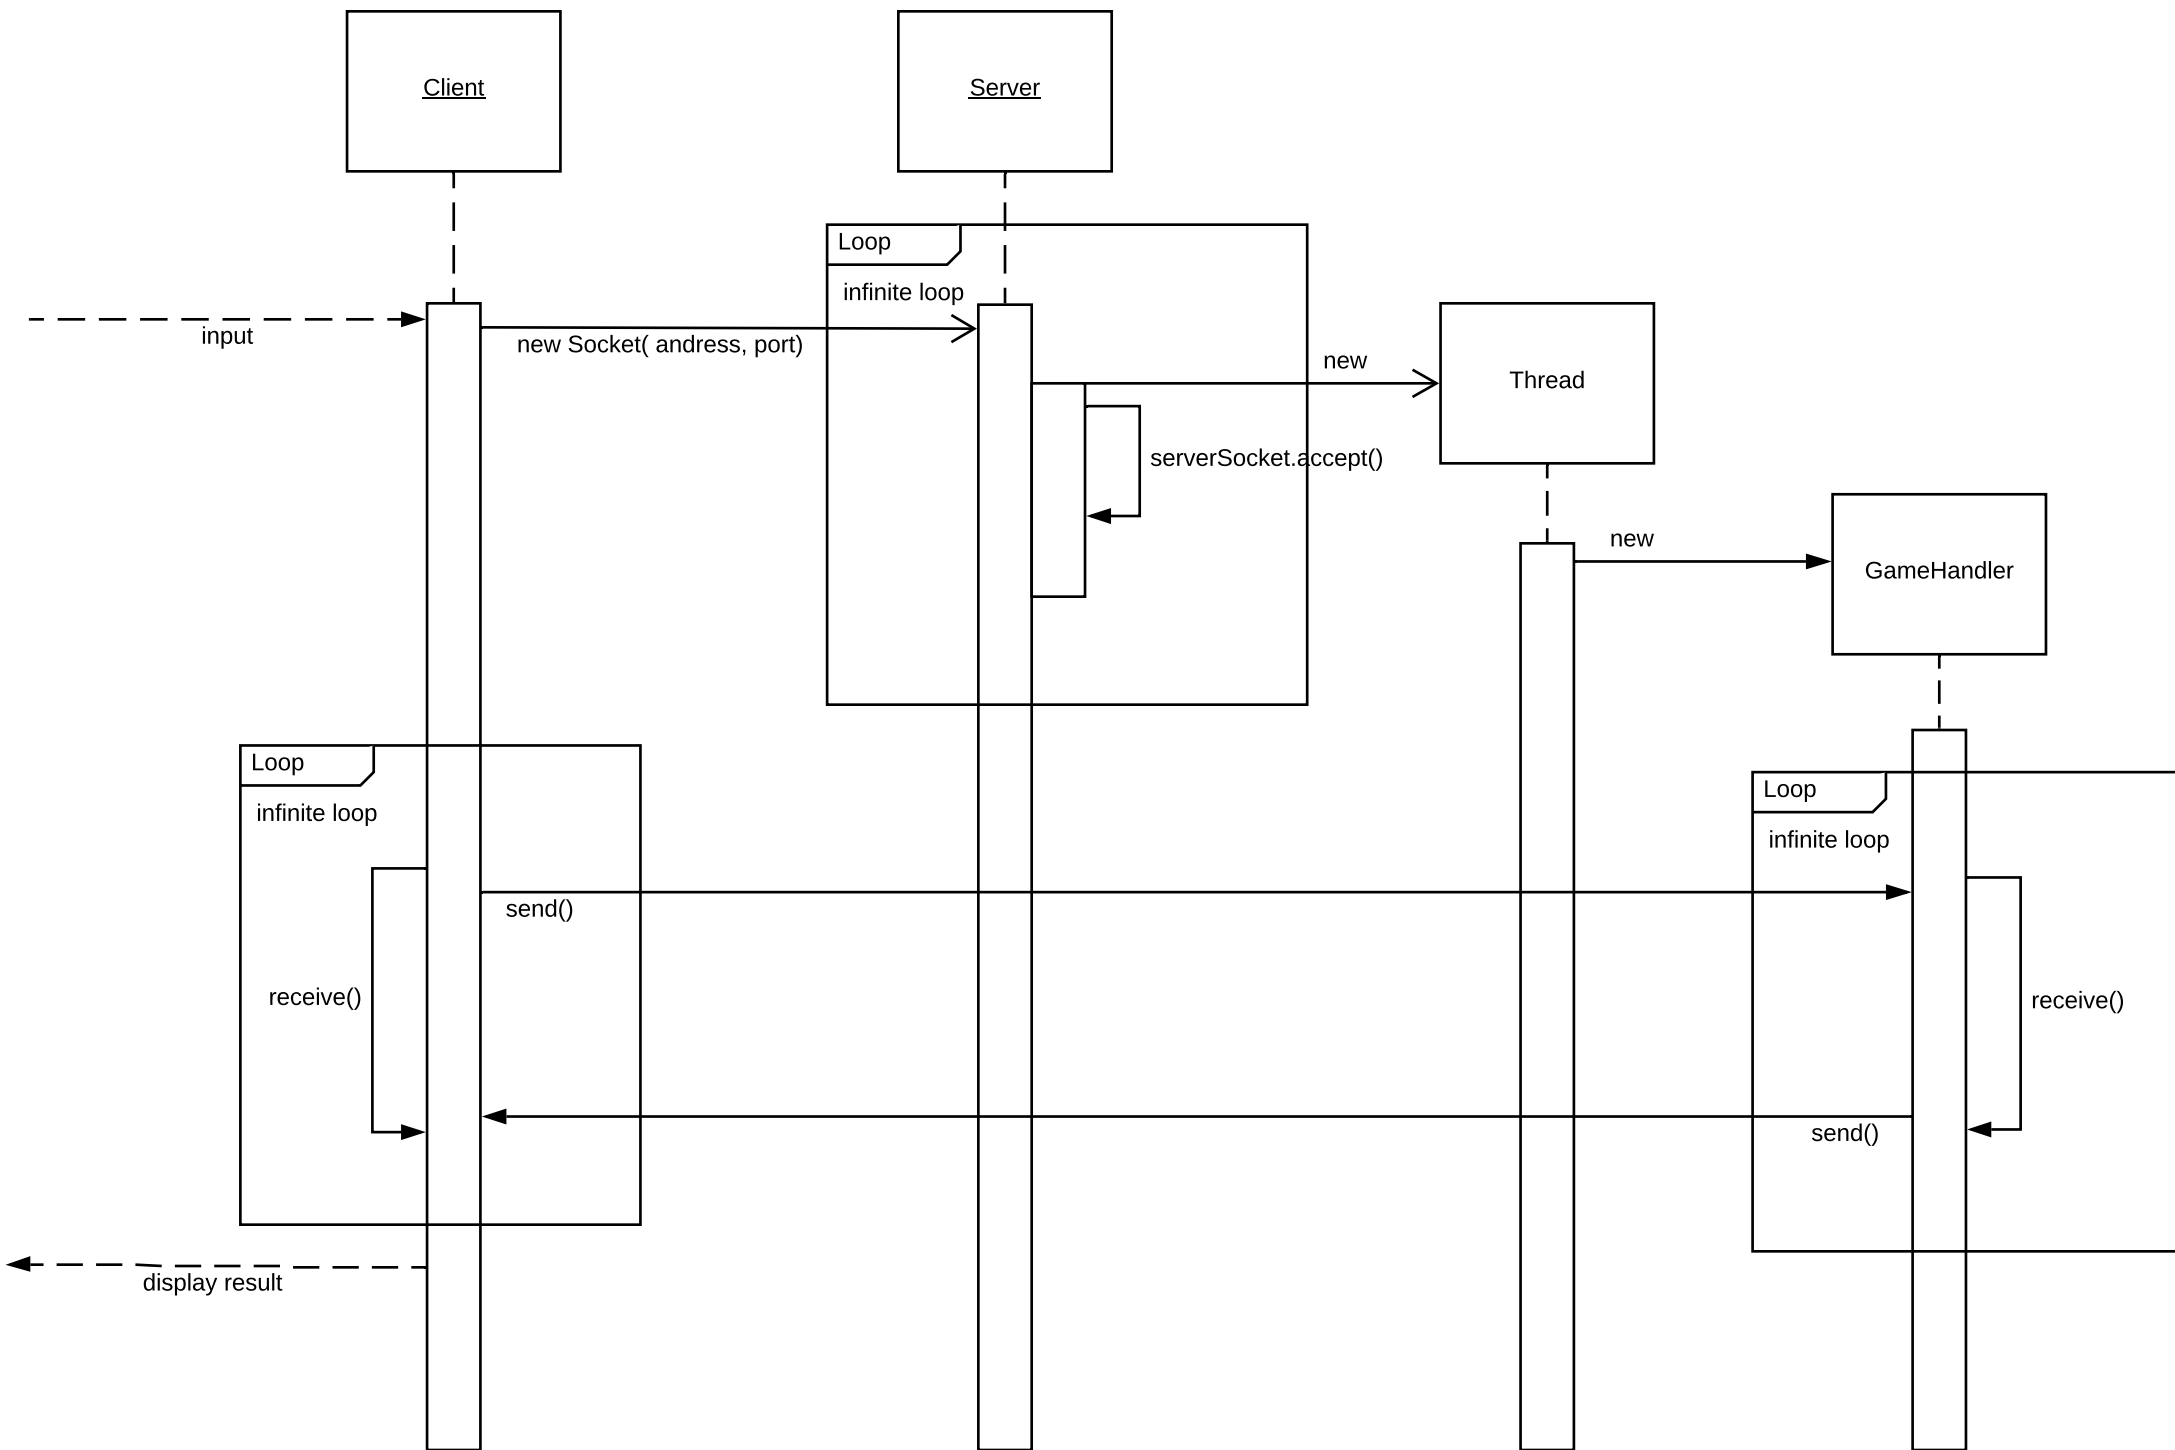 Client
Server
Loop
infinite loop
input
new Socket( andress, port)
new
Thread
serverSocket.accept()
new
GameHandler
Loop
infinite loop
Loop
infinite loop
send()
receive()
receive()
send()
display result